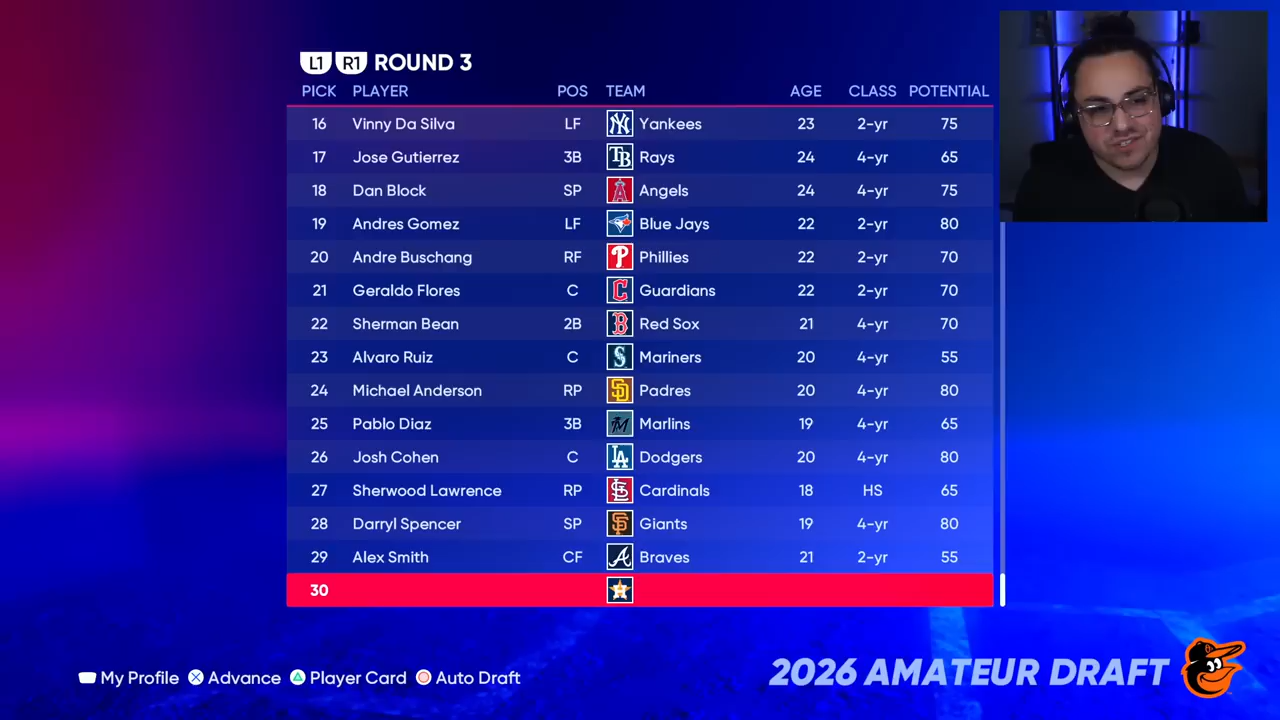 L1 R1 ROUND 3
PICK PLAYER POS TEAM AGE CLASS POTENTIAL
16 Vinny Da Silva LF Yankees 23 2-yr 75
17 Jose Gutierrez 3B TB Rays 24 4-yr 65
18 Dan Block SP A Angels 24 4-yr 75
19 Andres Gomez LF Blue Jays 22 2-yr 80
20 Andre Buschang RF P Phillies 22 2-yr 70
21 Geraldo Flores C C Guardians 22 2-yr 70
22 Sherman Bean 2B B Red Sox 21 4-yr 70
23 Alvaro Ruiz C S Mariners 20 4-yr 55
24 Michael Anderson RP SD Padres 20 4-yr 80
25 Pablo Diaz 3B M Marlins 19 4-yr 65
26 Josh Cohen C LA Dodgers 20 4-yr 80
27 Sherwood Lawrence RP StL Cardinals 18 HS 65
28 Darryl Spencer SP SF Giants 19 4-yr 80
29 Alex Smith CF A Braves 21 2-yr 55
30 H
My Profile Advance Player Card Auto Draft
2026 AMATEUR DRAFT